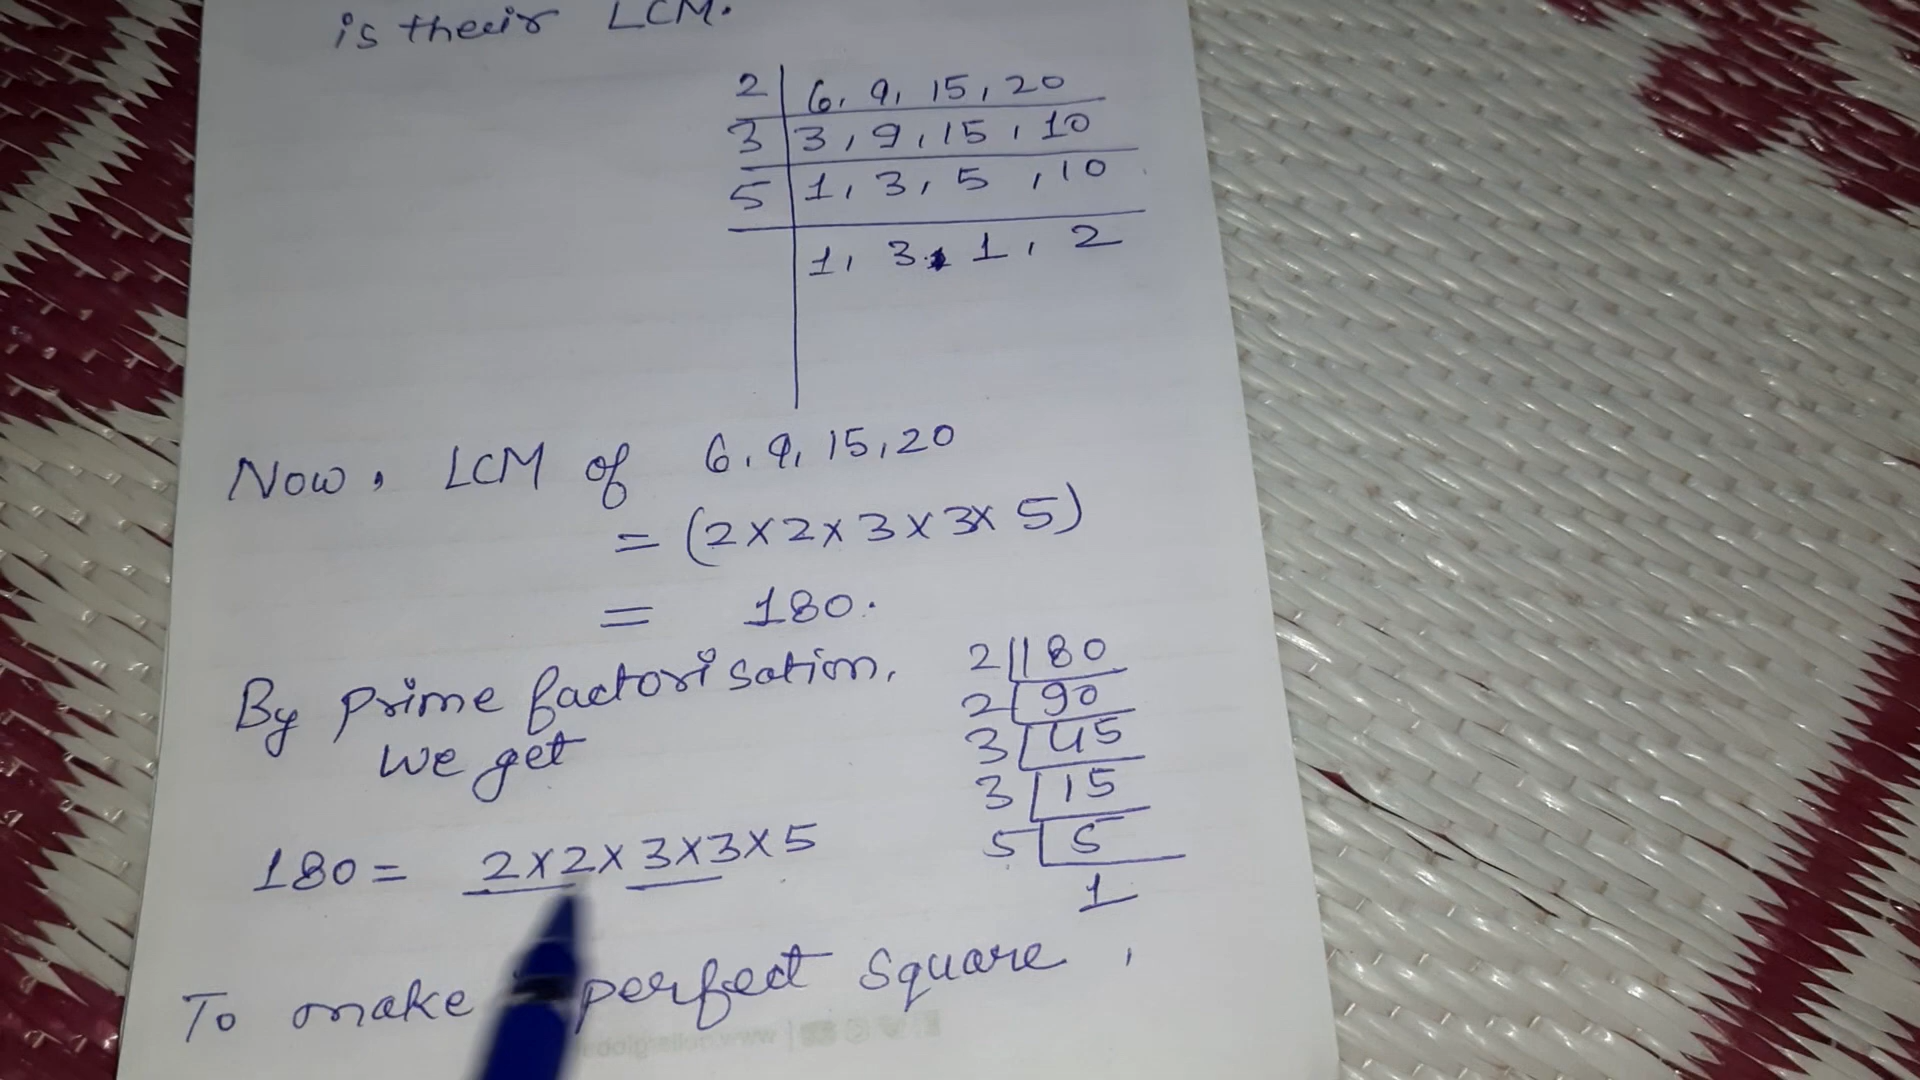 is their LCM.
2 | 6, 9, 15, 20
3 | 3, 9, 15, 10
5 | 1, 3, 5, 10
1, 3, 1, 2
Now, LCM of 6, 9, 15, 20
= (2×2×3×3×5)
= 180.
By prime factorisation,
we get
2 | 180
2 | 90
3 | 45
3 | 15
5 | 5
1
180 = 2×2×3×3×5
To make perfect square,